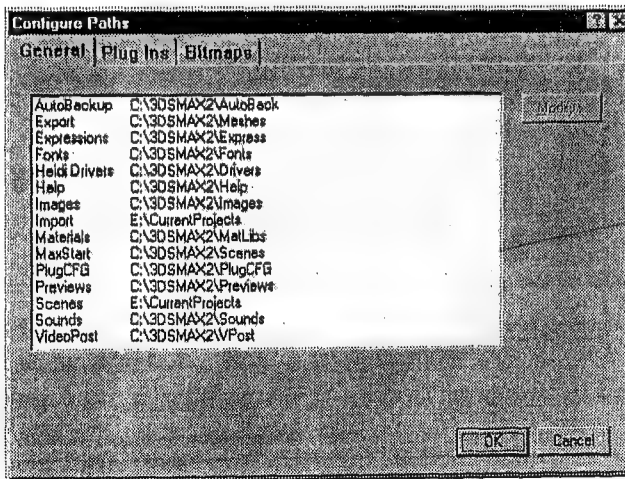 Configure Paths
General Plug Ins Bitmaps
Modify
AutoBackup C:\3DSMAX2\AutoBack
Export C:\3DSMAX2\Meshes
Expressions C:\3DSMAX2\Express
Fonts C:\3DSMAX2\Fonts
Heidi Drivers C:\3DSMAX2\Drivers
Help C:\3DSMAX2\Help
Images C:\3DSMAX2\Images
Import E:\CurrentProjects
Materials C:\3DSMAX2\MatLibs
MaxStart C:\3DSMAX2\Scenes
PlugCFG C:\3DSMAX2\PlugCFG
Previews C:\3DSMAX2\Previews
Scenes E:\CurrentProjects
Sounds C:\3DSMAX2\Sounds
VideoPost C:\3DSMAX2\VPost
OK Cancel